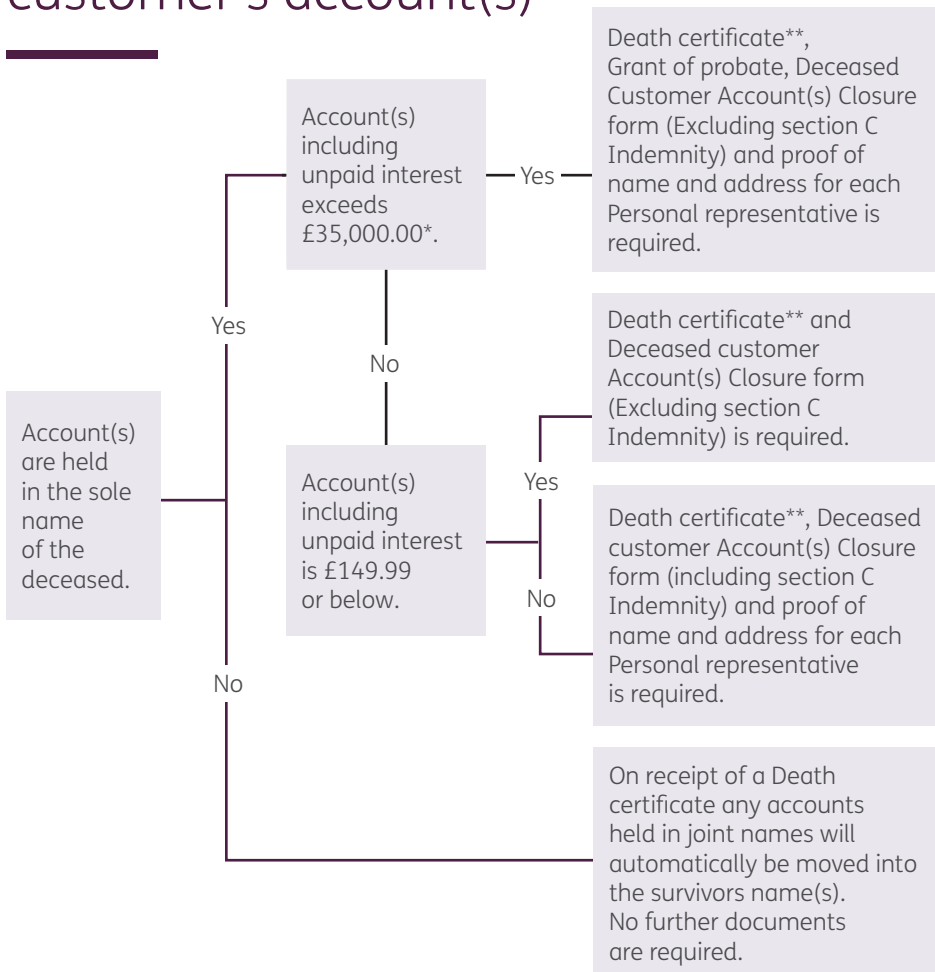 customer's account(s)
Account(s)
are held
in the sole
name
of the
deceased.
Yes
No
Account(s)
including
unpaid interest
exceeds
£35,000.00*.
Yes
No
Death certificate**,
Grant of probate, Deceased
Customer Account(s) Closure
form (Excluding section C
Indemnity) and proof of
name and address for each
Personal representative is
required.
Account(s)
including
unpaid interest
is £149.99
or below.
Yes
No
Death certificate** and
Deceased customer
Account(s) Closure form
(Excluding section C
Indemnity) is required.
Death certificate**, Deceased
customer Account(s) Closure
form (including section C
Indemnity) and proof of
name and address for each
Personal representative
is required.
On receipt of a Death
certificate any accounts
held in joint names will
automatically be moved into
the survivors name(s).
No further documents
are required.